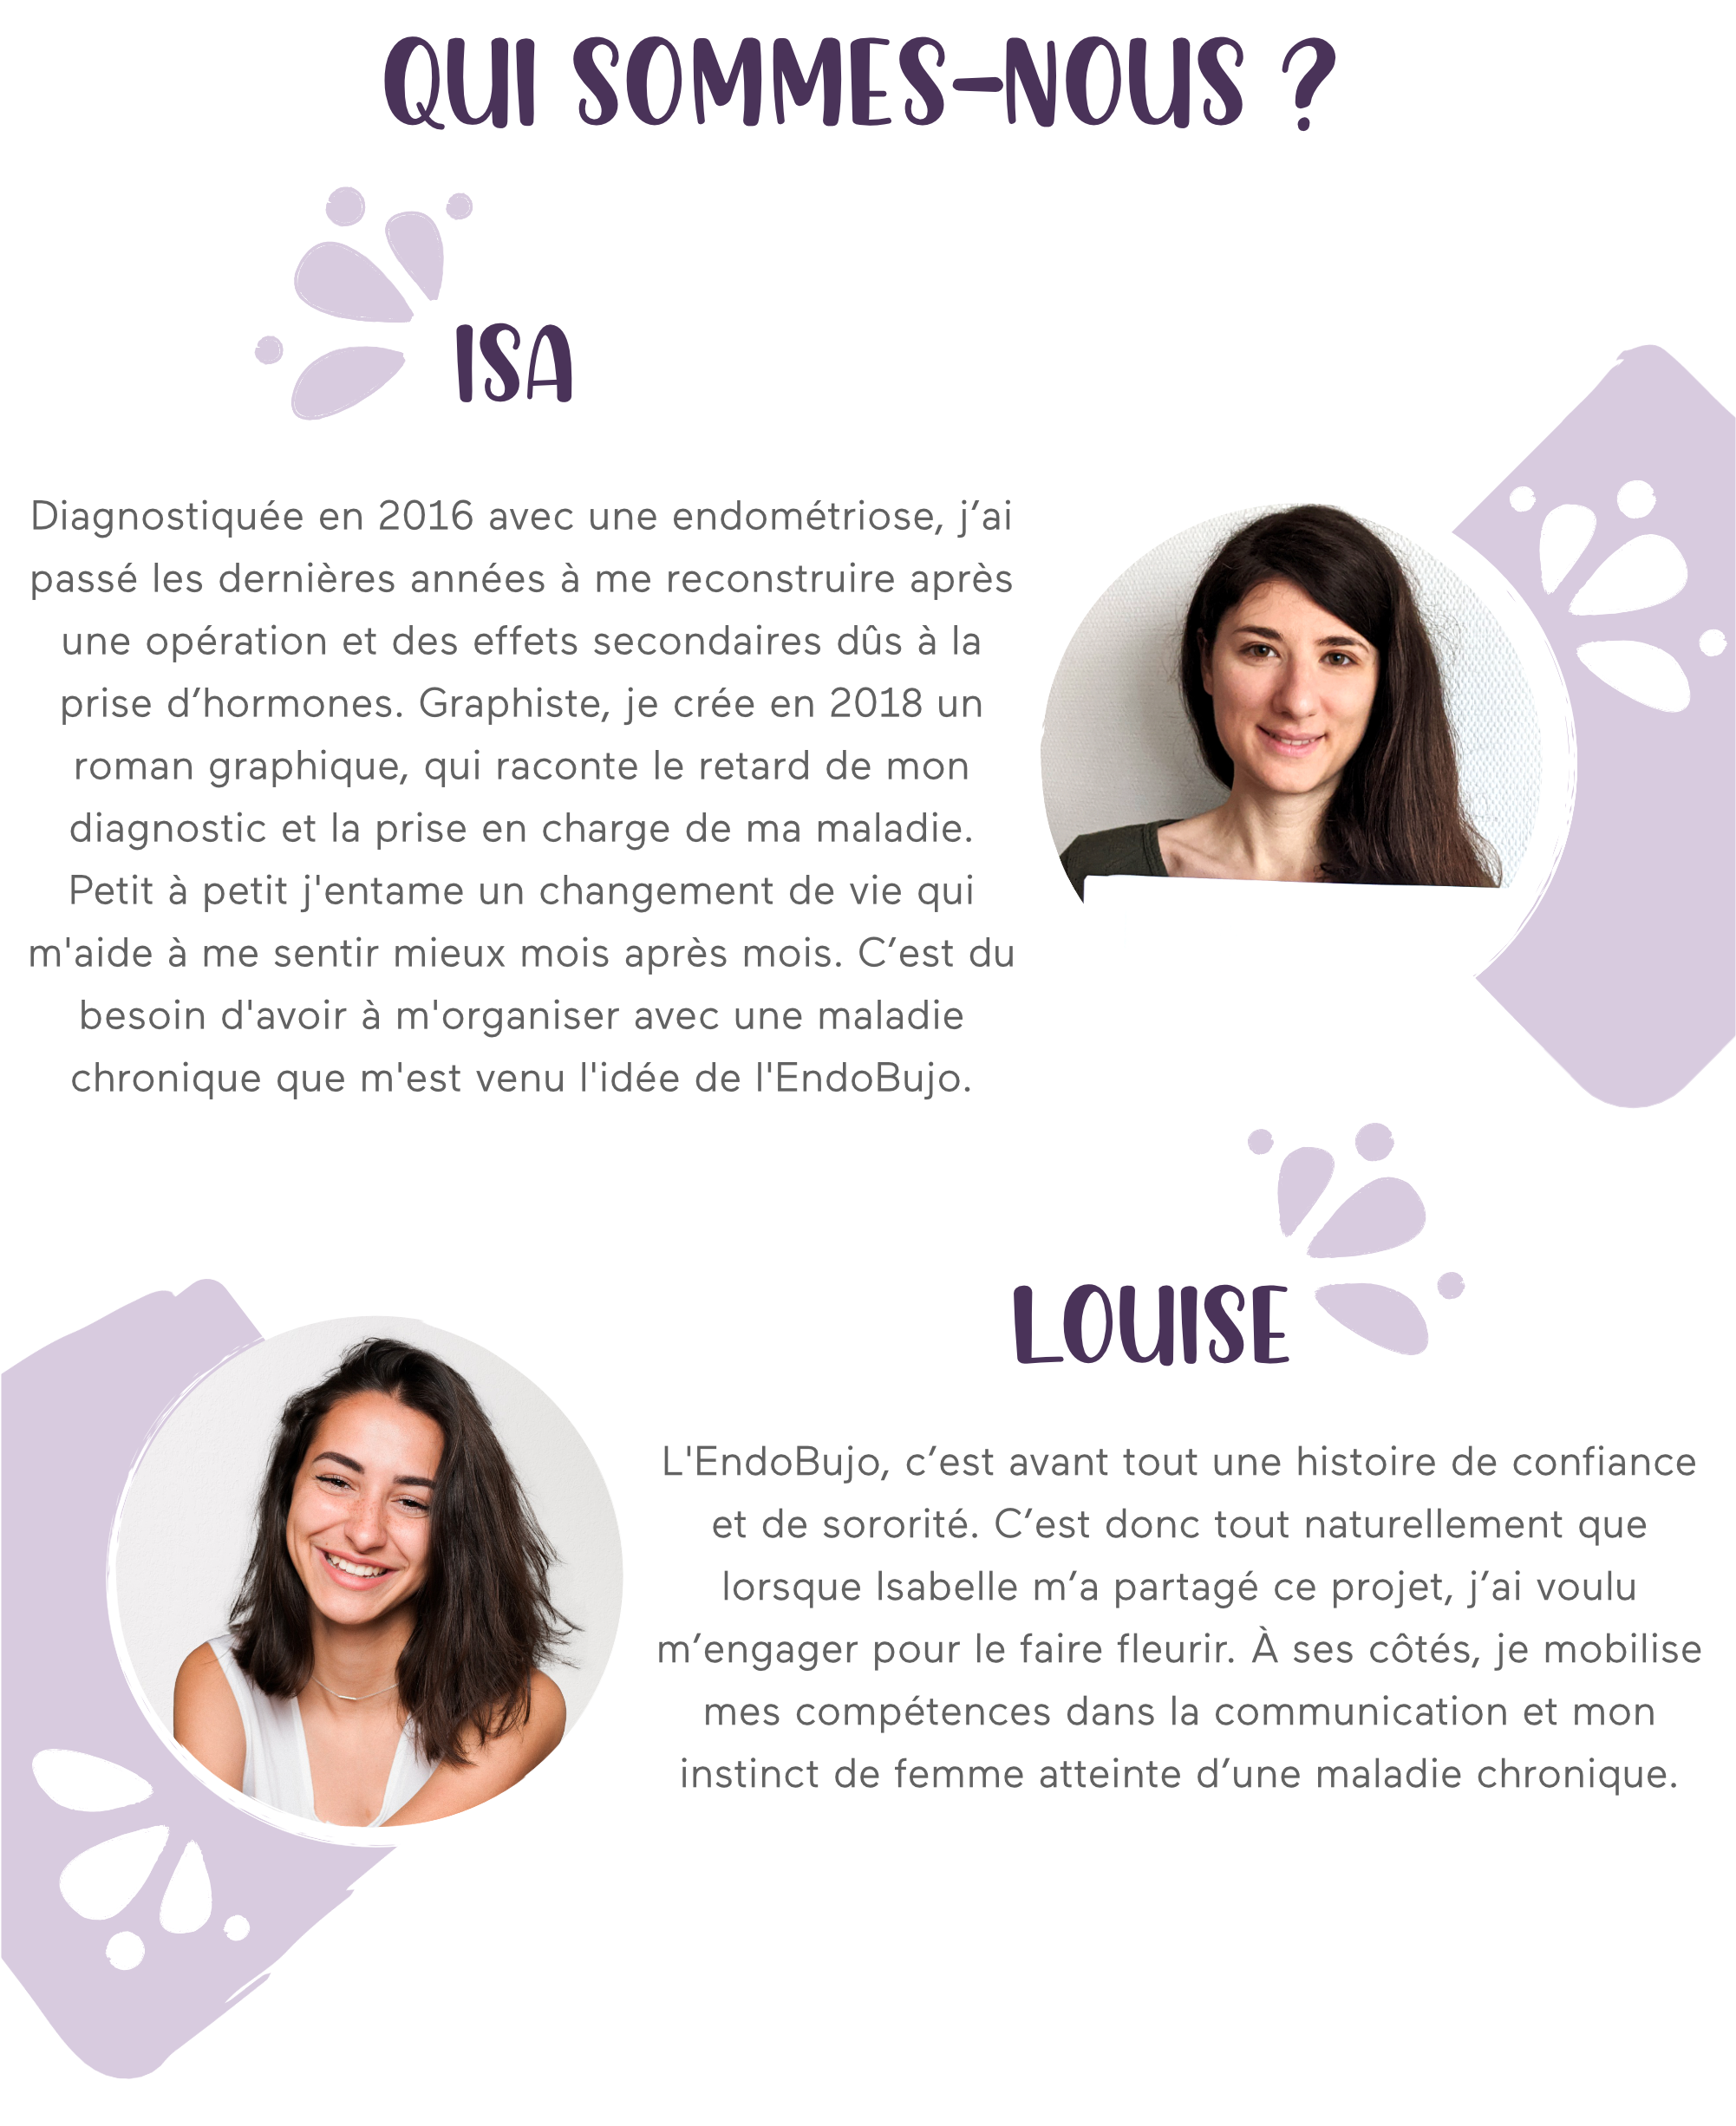 QUI SOMMES-NOUS ?
ISA
Diagnostiquée en 2016 avec une endométriose, j’ai
passé les dernières années à me reconstruire après
une opération et des effets secondaires dûs à la
prise d’hormones. Graphiste, je crée en 2018 un
roman graphique, qui raconte le retard de mon
diagnostic et la prise en charge de ma maladie.
Petit à petit j'entame un changement de vie qui
m'aide à me sentir mieux mois après mois. C’est du
besoin d'avoir à m'organiser avec une maladie
chronique que m'est venu l'idée de l'EndoBujo.
LOUISE
L'EndoBujo, c’est avant tout une histoire de confiance
et de sororité. C’est donc tout naturellement que
lorsque Isabelle m’a partagé ce projet, j’ai voulu
m’engager pour le faire fleurir. À ses côtés, je mobilise
mes compétences dans la communication et mon
instinct de femme atteinte d’une maladie chronique.